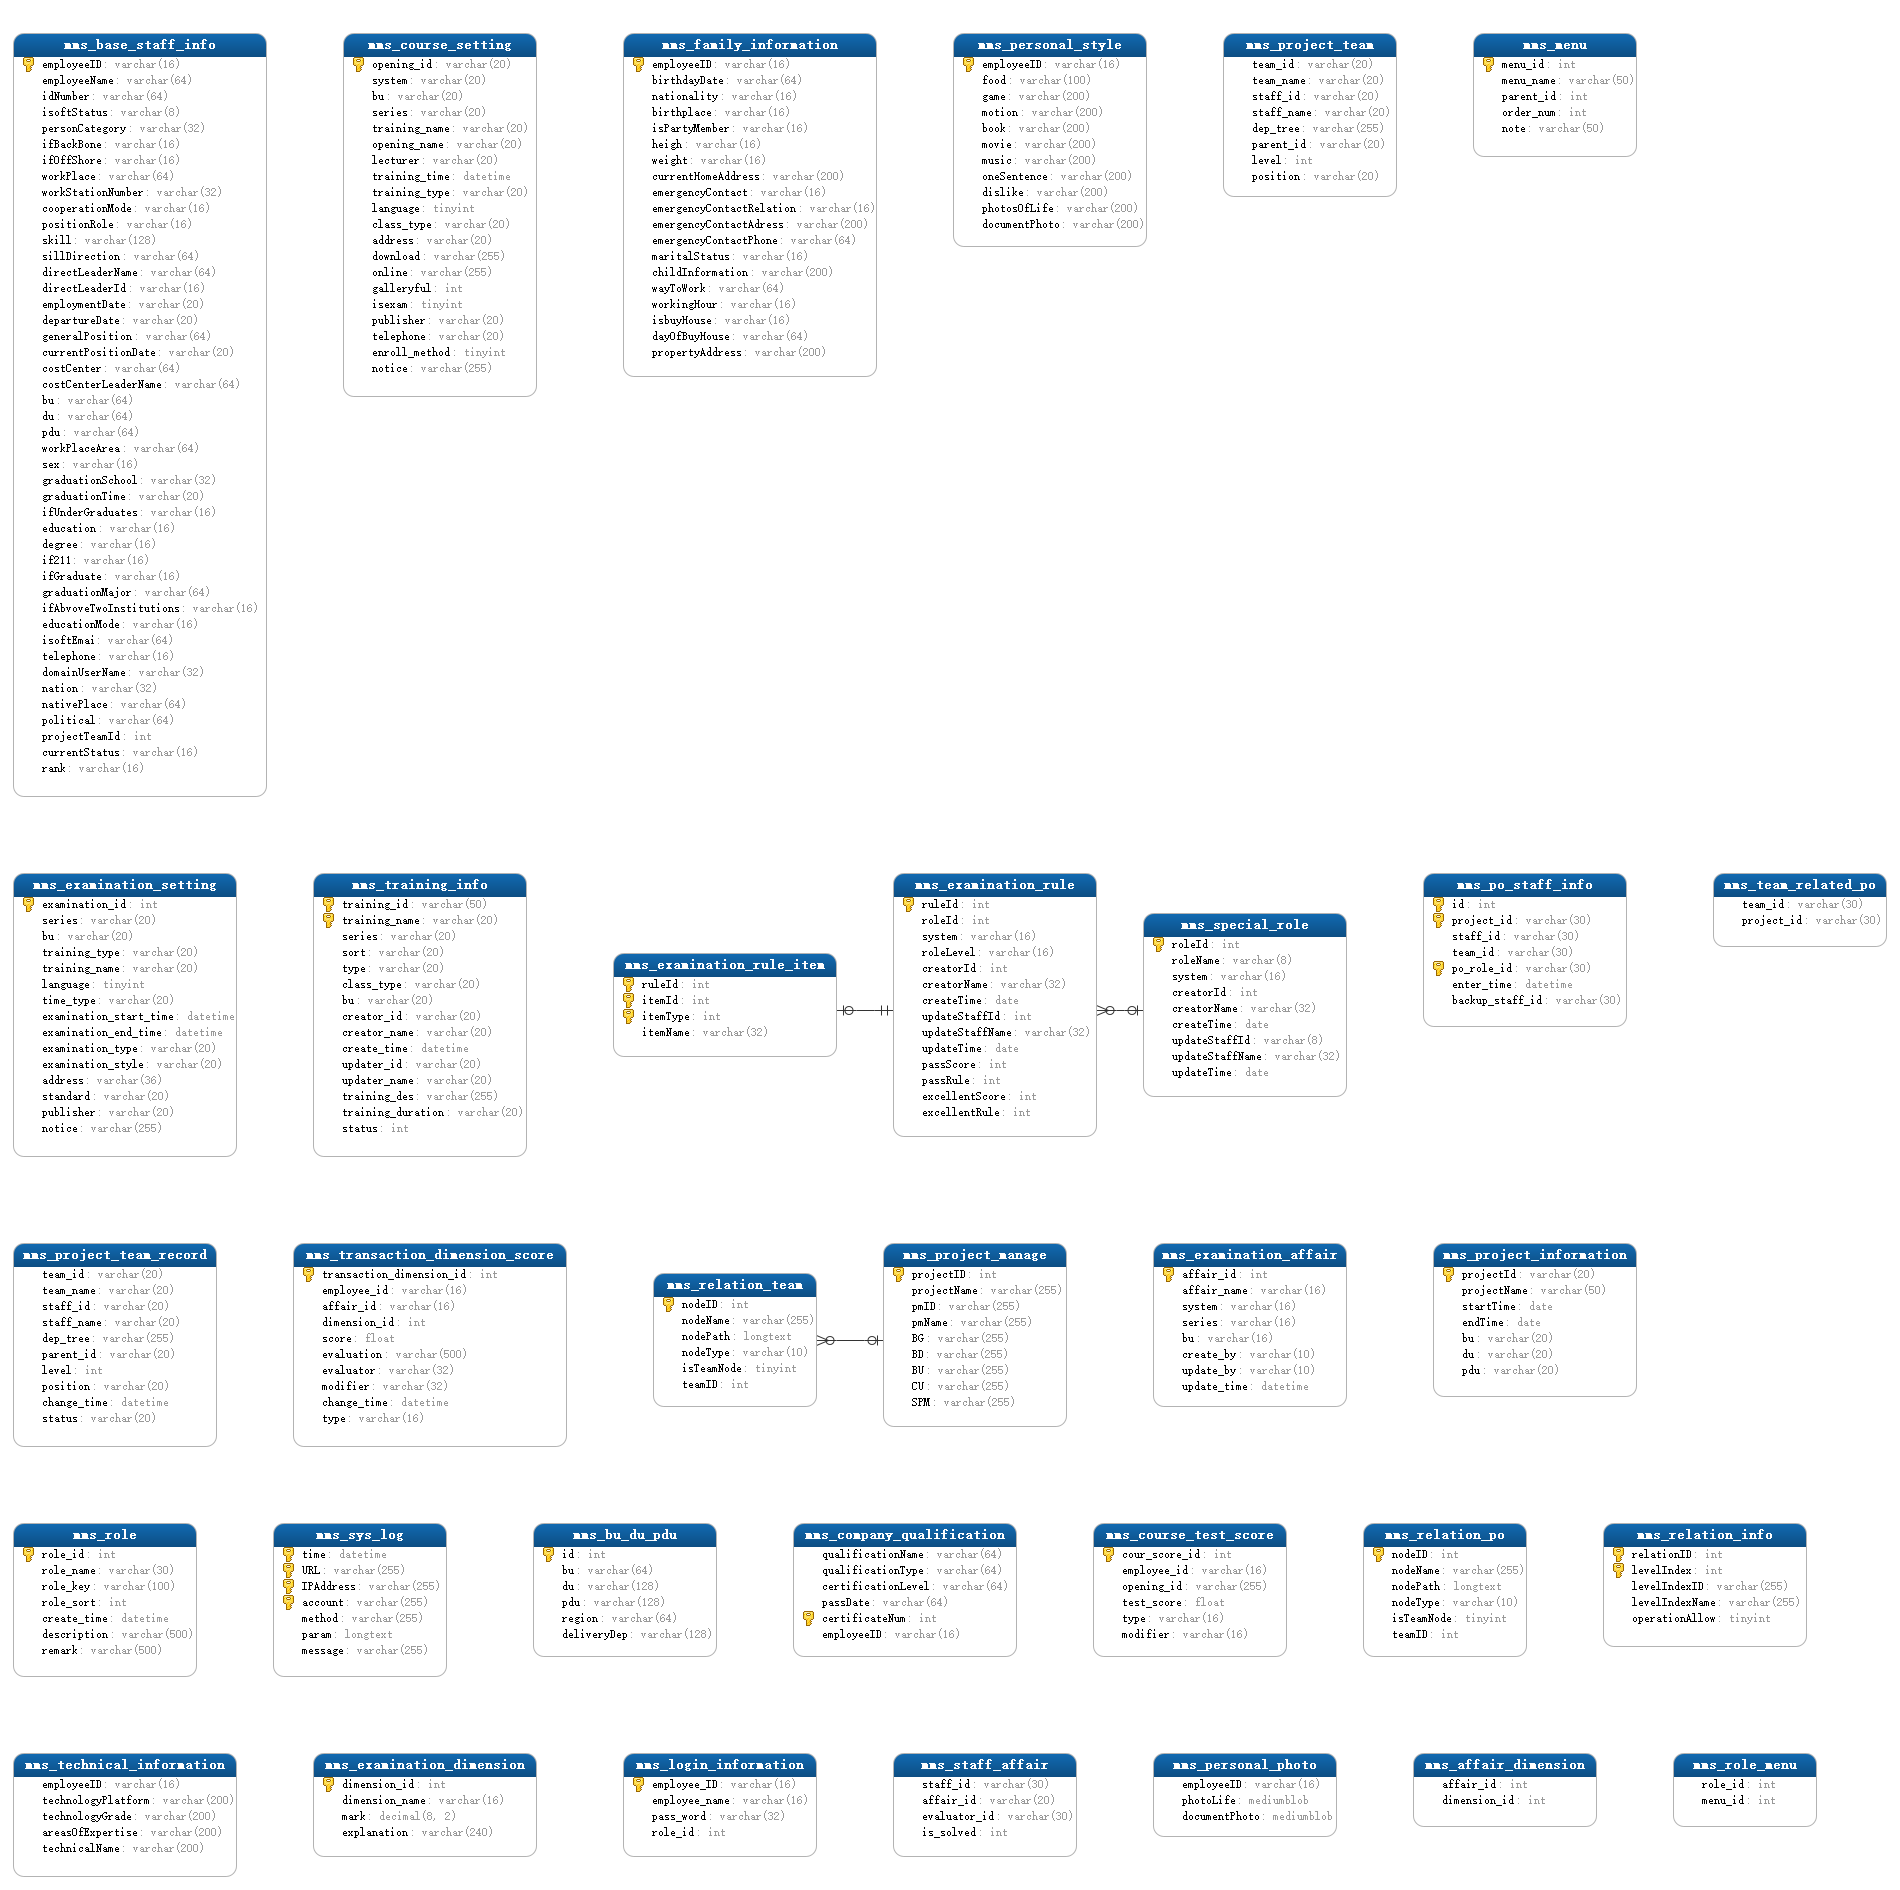 mms_base_staff_info
employeeID: varchar(16)
employeeName: varchar(64)
idNumber: varchar(64)
isoftStatus: varchar(8)
personCategory: varchar(32)
ifBackBone: varchar(16)
ifOffShore: varchar(16)
workPlace: varchar(64)
workStationNumber: varchar(32)
cooperationMode: varchar(16)
positionRole: varchar(16)
skill: varchar(128)
sillDirection: varchar(64)
directLeaderName: varchar(64)
directLeaderId: varchar(16)
employmentDate: varchar(20)
departureDate: varchar(20)
generalPosition: varchar(64)
currentPositionDate: varchar(20)
costCenter: varchar(64)
costCenterLeaderName: varchar(64)
bu: varchar(64)
du: varchar(64)
pdu: varchar(64)
workPlaceArea: varchar(64)
sex: varchar(16)
graduationSchool: varchar(32)
graduationTime: varchar(20)
ifUnderGraduates: varchar(16)
education: varchar(16)
degree: varchar(16)
if211: varchar(16)
ifGraduate: varchar(16)
graduationMajor: varchar(64)
ifAbvoveTwoInstitutions: varchar(16)
educationMode: varchar(16)
isoftEmai: varchar(64)
telephone: varchar(16)
domainUserName: varchar(32)
nation: varchar(32)
nativePlace: varchar(64)
political: varchar(64)
projectTeamId: int
currentStatus: varchar(16)
rank: varchar(16)
mms_course_setting
opening_id: varchar(20)
system: varchar(20)
bu: varchar(20)
series: varchar(20)
training_name: varchar(20)
opening_name: varchar(20)
lecturer: varchar(20)
training_time: datetime
training_type: varchar(20)
language: tinyint
class_type: varchar(20)
address: varchar(20)
download: varchar(255)
online: varchar(255)
galleryful: int
isexam: tinyint
publisher: varchar(20)
telephone: varchar(20)
enroll_method: tinyint
notice: varchar(255)
mms_family_information
employeeID: varchar(16)
birthdayDate: varchar(64)
nationality: varchar(16)
birthplace: varchar(16)
isPartyMember: varchar(16)
heigh: varchar(16)
weight: varchar(16)
currentHomeAddress: varchar(200)
emergencyContact: varchar(16)
emergencyContactRelation: varchar(16)
emergencyContactAdress: varchar(200)
emergencyContactPhone: varchar(64)
maritalStatus: varchar(16)
childInformation: varchar(200)
wayToWork: varchar(64)
workingHour: varchar(16)
isbuyHouse: varchar(16)
dayOfBuyHouse: varchar(64)
propertyAddress: varchar(200)
mms_personal_style
employeeID: varchar(16)
food: varchar(100)
game: varchar(200)
motion: varchar(200)
book: varchar(200)
movie: varchar(200)
music: varchar(200)
oneSentence: varchar(200)
dislike: varchar(200)
photosOfLife: varchar(200)
documentPhoto: varchar(200)
mms_project_team
team_id: varchar(20)
team_name: varchar(20)
staff_id: varchar(20)
staff_name: varchar(20)
dep_tree: varchar(255)
parent_id: varchar(20)
level: int
position: varchar(20)
mms_menu
menu_id: int
menu_name: varchar(50)
parent_id: int
order_num: int
note: varchar(50)
mms_examination_setting
examination_id: int
series: varchar(20)
bu: varchar(20)
training_type: varchar(20)
training_name: varchar(20)
language: tinyint
time_type: varchar(20)
examination_start_time: datetime
examination_end_time: datetime
examination_type: varchar(20)
examination_style: varchar(20)
address: varchar(36)
standard: varchar(20)
publisher: varchar(20)
notice: varchar(255)
mms_training_info
training_id: varchar(50)
training_name: varchar(20)
series: varchar(20)
sort: varchar(20)
type: varchar(20)
class_type: varchar(20)
bu: varchar(20)
creator_id: varchar(20)
creator_name: varchar(20)
create_time: datetime
updater_id: varchar(20)
updater_name: varchar(20)
training_des: varchar(255)
training_duration: varchar(20)
status: int
mms_examination_rule_item
ruleId: int
itemId: int
itemType: int
itemName: varchar(32)
mms_examination_rule
ruleId: int
roleId: int
system: varchar(16)
roleLevel: varchar(16)
creatorId: int
creatorName: varchar(32)
createTime: date
updateStaffId: int
updateStaffName: varchar(32)
updateTime: date
passScore: int
passRule: int
excellentScore: int
excellentRule: int
mms_special_role
roleId: int
roleName: varchar(8)
system: varchar(16)
creatorId: int
creatorName: varchar(32)
createTime: date
updateStaffId: varchar(8)
updateStaffName: varchar(32)
updateTime: date
mms_po_staff_info
id: int
project_id: varchar(30)
staff_id: varchar(30)
team_id: varchar(30)
po_role_id: varchar(30)
enter_time: datetime
backup_staff_id: varchar(30)
mms_team_related_po
team_id: varchar(30)
project_id: varchar(30)
mms_project_team_record
team_id: varchar(20)
team_name: varchar(20)
staff_id: varchar(20)
staff_name: varchar(20)
dep_tree: varchar(255)
parent_id: varchar(20)
level: int
position: varchar(20)
change_time: datetime
status: varchar(20)
mms_transaction_dimension_score
transaction_dimension_id: int
employee_id: varchar(16)
affair_id: varchar(16)
dimension_id: int
score: float
evaluation: varchar(500)
evaluator: varchar(32)
modifier: varchar(32)
change_time: datetime
type: varchar(16)
mms_relation_team
nodeID: int
nodeName: varchar(255)
nodePath: longtext
nodeType: varchar(10)
isTeamNode: tinyint
teamID: int
mms_project_manage
projectID: int
projectName: varchar(255)
pmID: varchar(255)
pmName: varchar(255)
BG: varchar(255)
BD: varchar(255)
BU: varchar(255)
CU: varchar(255)
SPM: varchar(255)
mms_examination_affair
affair_id: int
affair_name: varchar(16)
system: varchar(16)
series: varchar(16)
bu: varchar(16)
create_by: varchar(10)
update_by: varchar(10)
update_time: datetime
mms_project_information
projectId: varchar(20)
projectName: varchar(50)
startTime: date
endTime: date
bu: varchar(20)
du: varchar(20)
pdu: varchar(20)
mms_role
role_id: int
role_name: varchar(30)
role_key: varchar(100)
role_sort: int
create_time: datetime
description: varchar(500)
remark: varchar(500)
mms_sys_log
time: datetime
URL: varchar(255)
IPAddress: varchar(255)
account: varchar(255)
method: varchar(255)
param: longtext
message: varchar(255)
mms_bu_du_pdu
id: int
bu: varchar(64)
du: varchar(128)
pdu: varchar(128)
region: varchar(64)
deliveryDep: varchar(128)
mms_company_qualification
qualificationName: varchar(64)
qualificationType: varchar(64)
certificationLevel: varchar(64)
passDate: varchar(64)
certificateNum: int
employeeID: varchar(16)
mms_course_test_score
cour_score_id: int
employee_id: varchar(16)
opening_id: varchar(255)
test_score: float
type: varchar(16)
modifier: varchar(16)
mms_relation_po
nodeID: int
nodeName: varchar(255)
nodePath: longtext
nodeType: varchar(10)
isTeamNode: tinyint
teamID: int
mms_relation_info
relationID: int
levelIndex: int
levelIndexID: varchar(255)
levelIndexName: varchar(255)
operationAllow: tinyint
mms_technical_information
employeeID: varchar(16)
technologyPlatform: varchar(200)
technologyGrade: varchar(200)
areasOfExpertise: varchar(200)
technicalName: varchar(200)
mms_examination_dimension
dimension_id: int
dimension_name: varchar(16)
mark: decimal(8, 2)
explanation: varchar(240)
mms_login_information
employee_ID: varchar(16)
employee_name: varchar(16)
pass_word: varchar(32)
role_id: int
mms_staff_affair
staff_id: varchar(30)
affair_id: varchar(20)
evaluator_id: varchar(30)
is_solved: int
mms_personal_photo
employeeID: varchar(16)
photoLife: mediumblob
documentPhoto: mediumblob
mms_affair_dimension
affair_id: int
dimension_id: int
mms_role_menu
role_id: int
menu_id: int